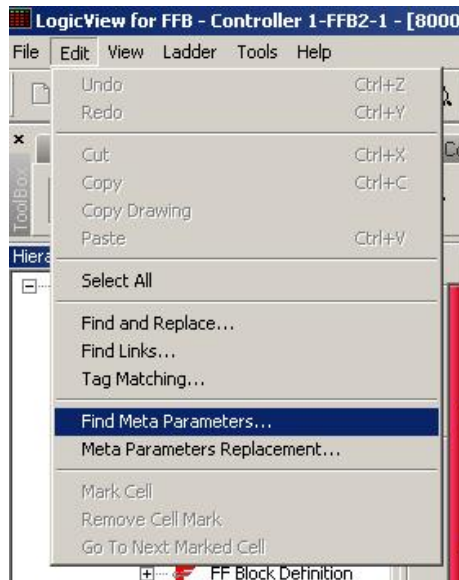 LogicView for FFB - Controller 1-FFB2-1 - [8000
File Edit View Ladder Tools Help
Undo Ctrl+Z
Redo Ctrl+Y
Cut Ctrl+X
Copy Ctrl+C
Copy Drawing
Paste Ctrl+V
Select All
Find and Replace...
Find Links...
Tag Matching...
Find Meta Parameters...
Meta Parameters Replacement...
Mark Cell
Remove Cell Mark
Go To Next Marked Cell
ToolBox
Hiera
FF Block Definition